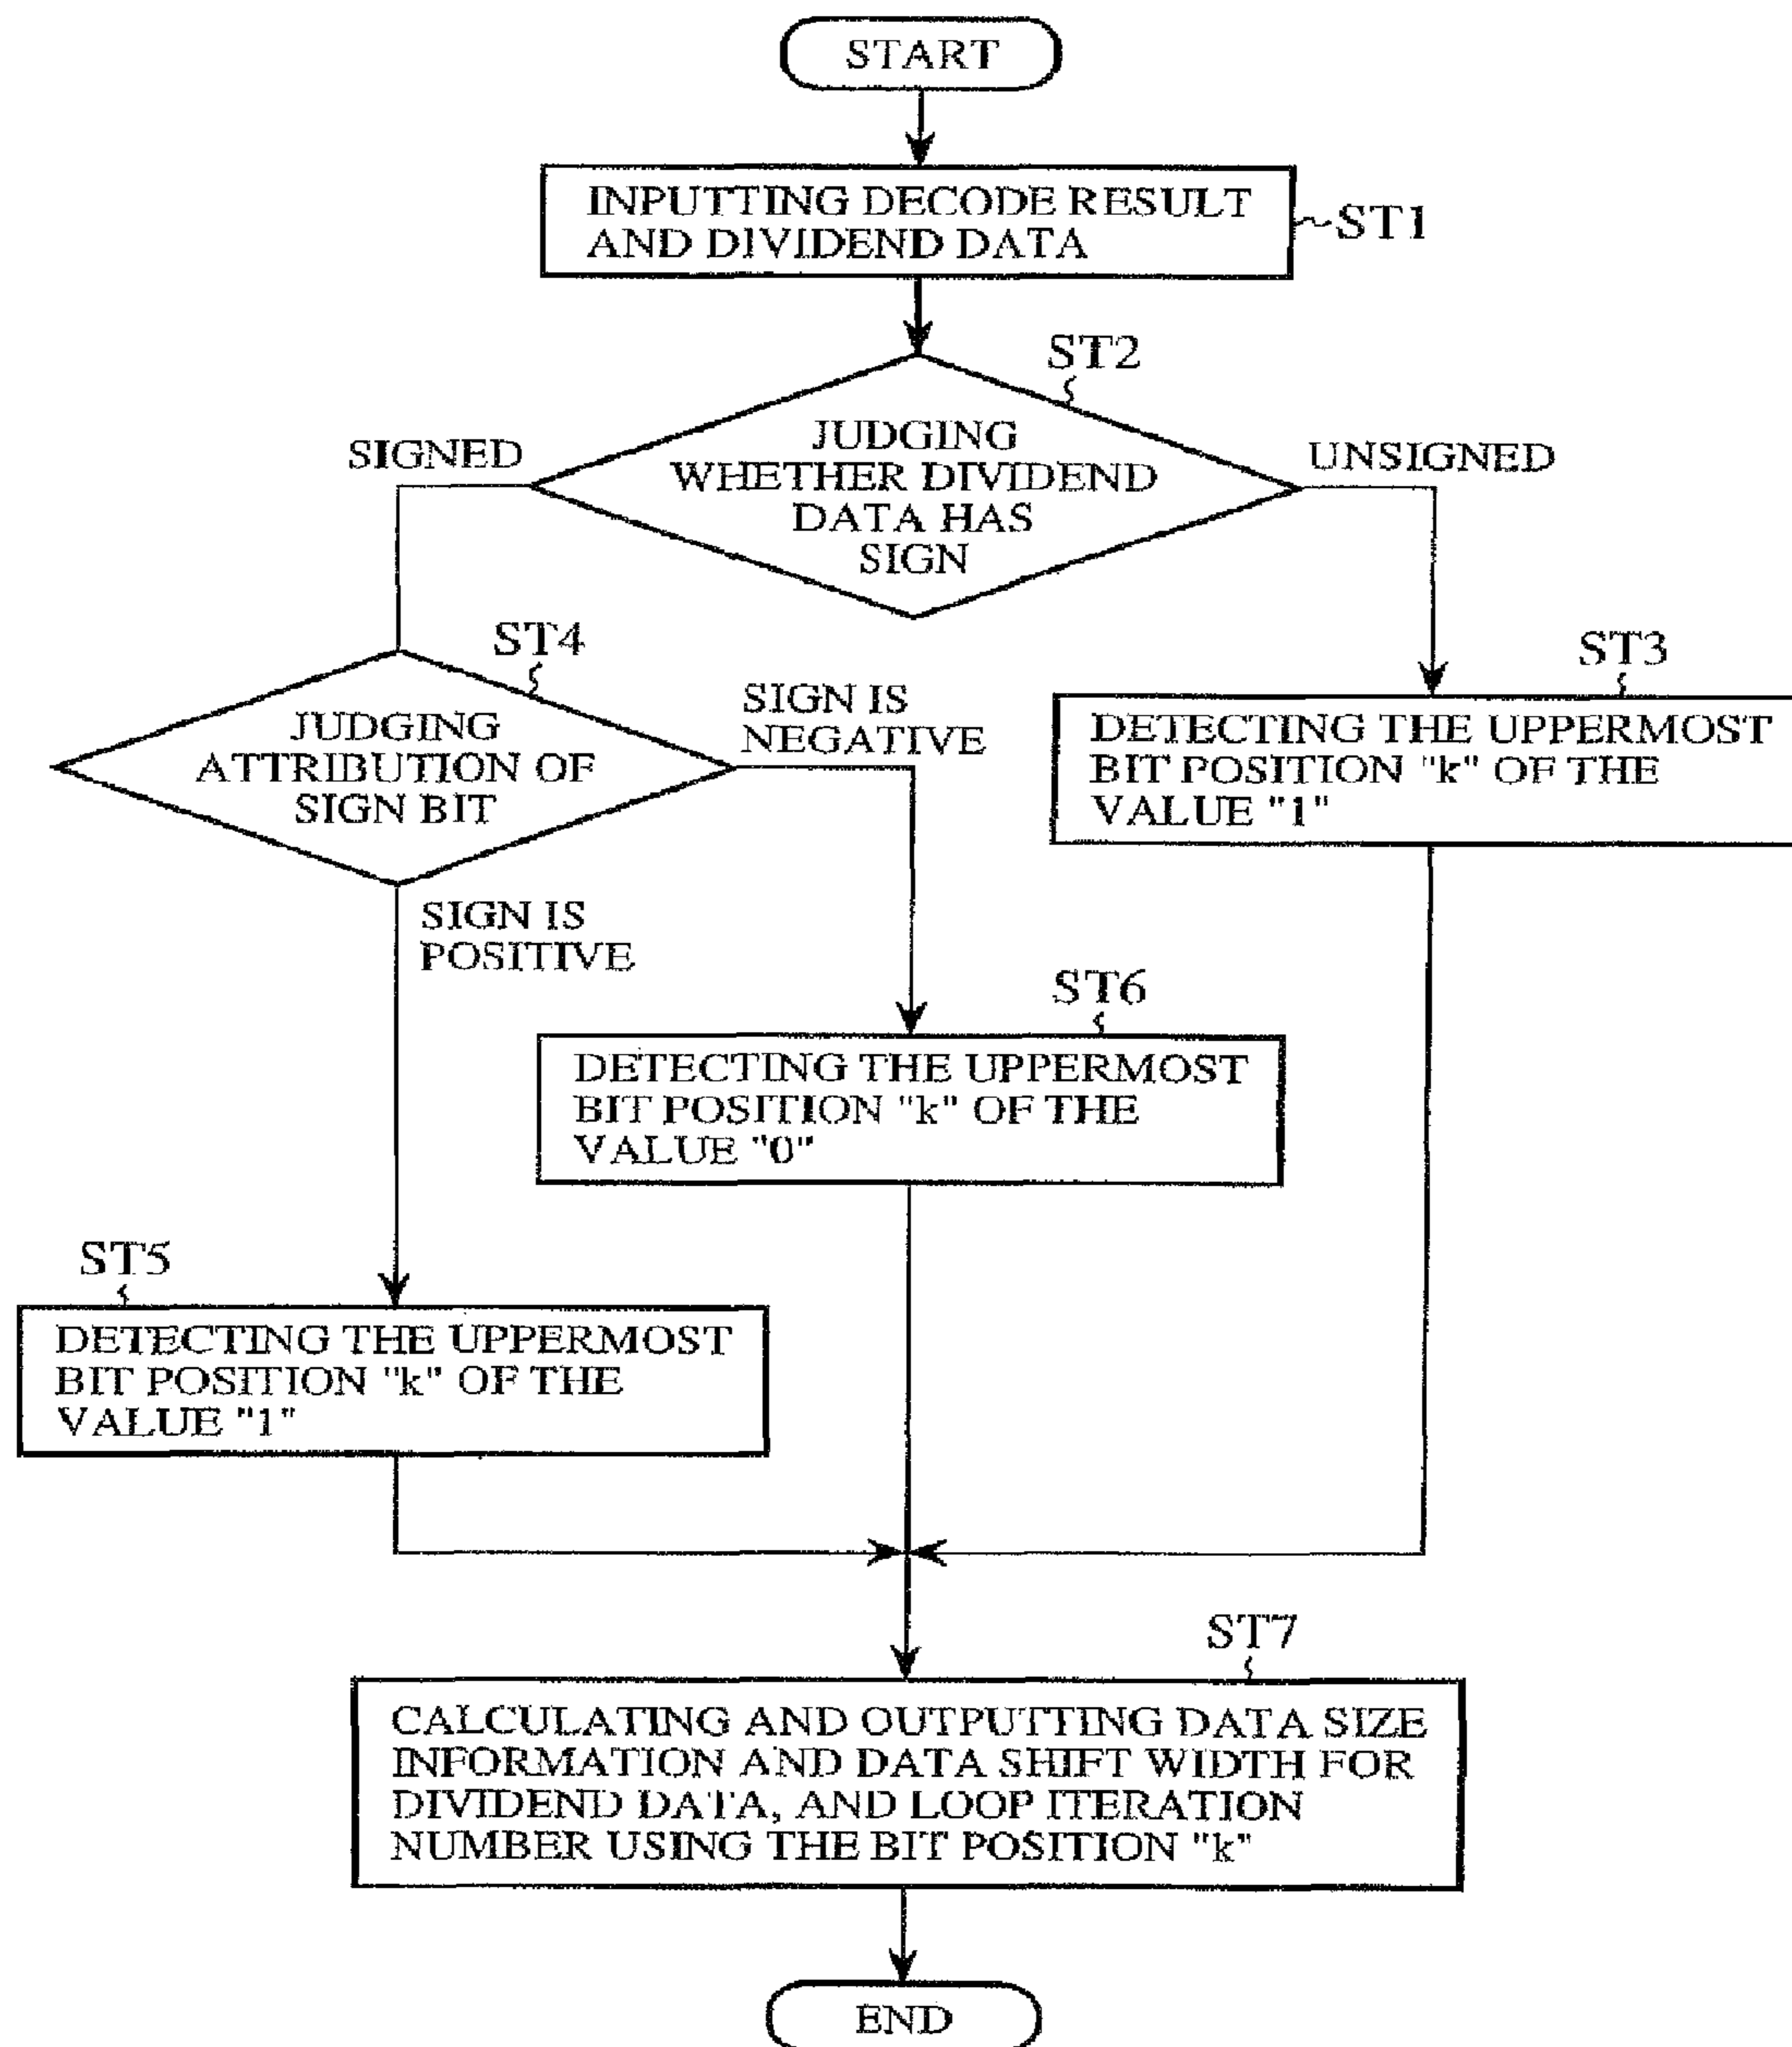 START
INPUTTING DECODE RESULT
AND DIVIDEND DATA
ST1
ST2
JUDGING
WHETHER DIVIDEND
DATA HAS
SIGN
SIGNED
UNSIGNED
ST4
JUDGING
ATTRIBUTION OF
SIGN BIT
SIGN IS
NEGATIVE
ST3
DETECTING THE UPPERMOST
BIT POSITION "k" OF THE
VALUE "1"
SIGN IS
POSITIVE
ST6
DETECTING THE UPPERMOST
BIT POSITION "k" OF THE
VALUE "0"
ST5
DETECTING THE UPPERMOST
BIT POSITION "k" OF THE
VALUE "1"
ST7
CALCULATING AND OUTPUTTING DATA SIZE
INFORMATION AND DATA SHIFT WIDTH FOR
DIVIDEND DATA, AND LOOP ITERATION
NUMBER USING THE BIT POSITION "k"
END